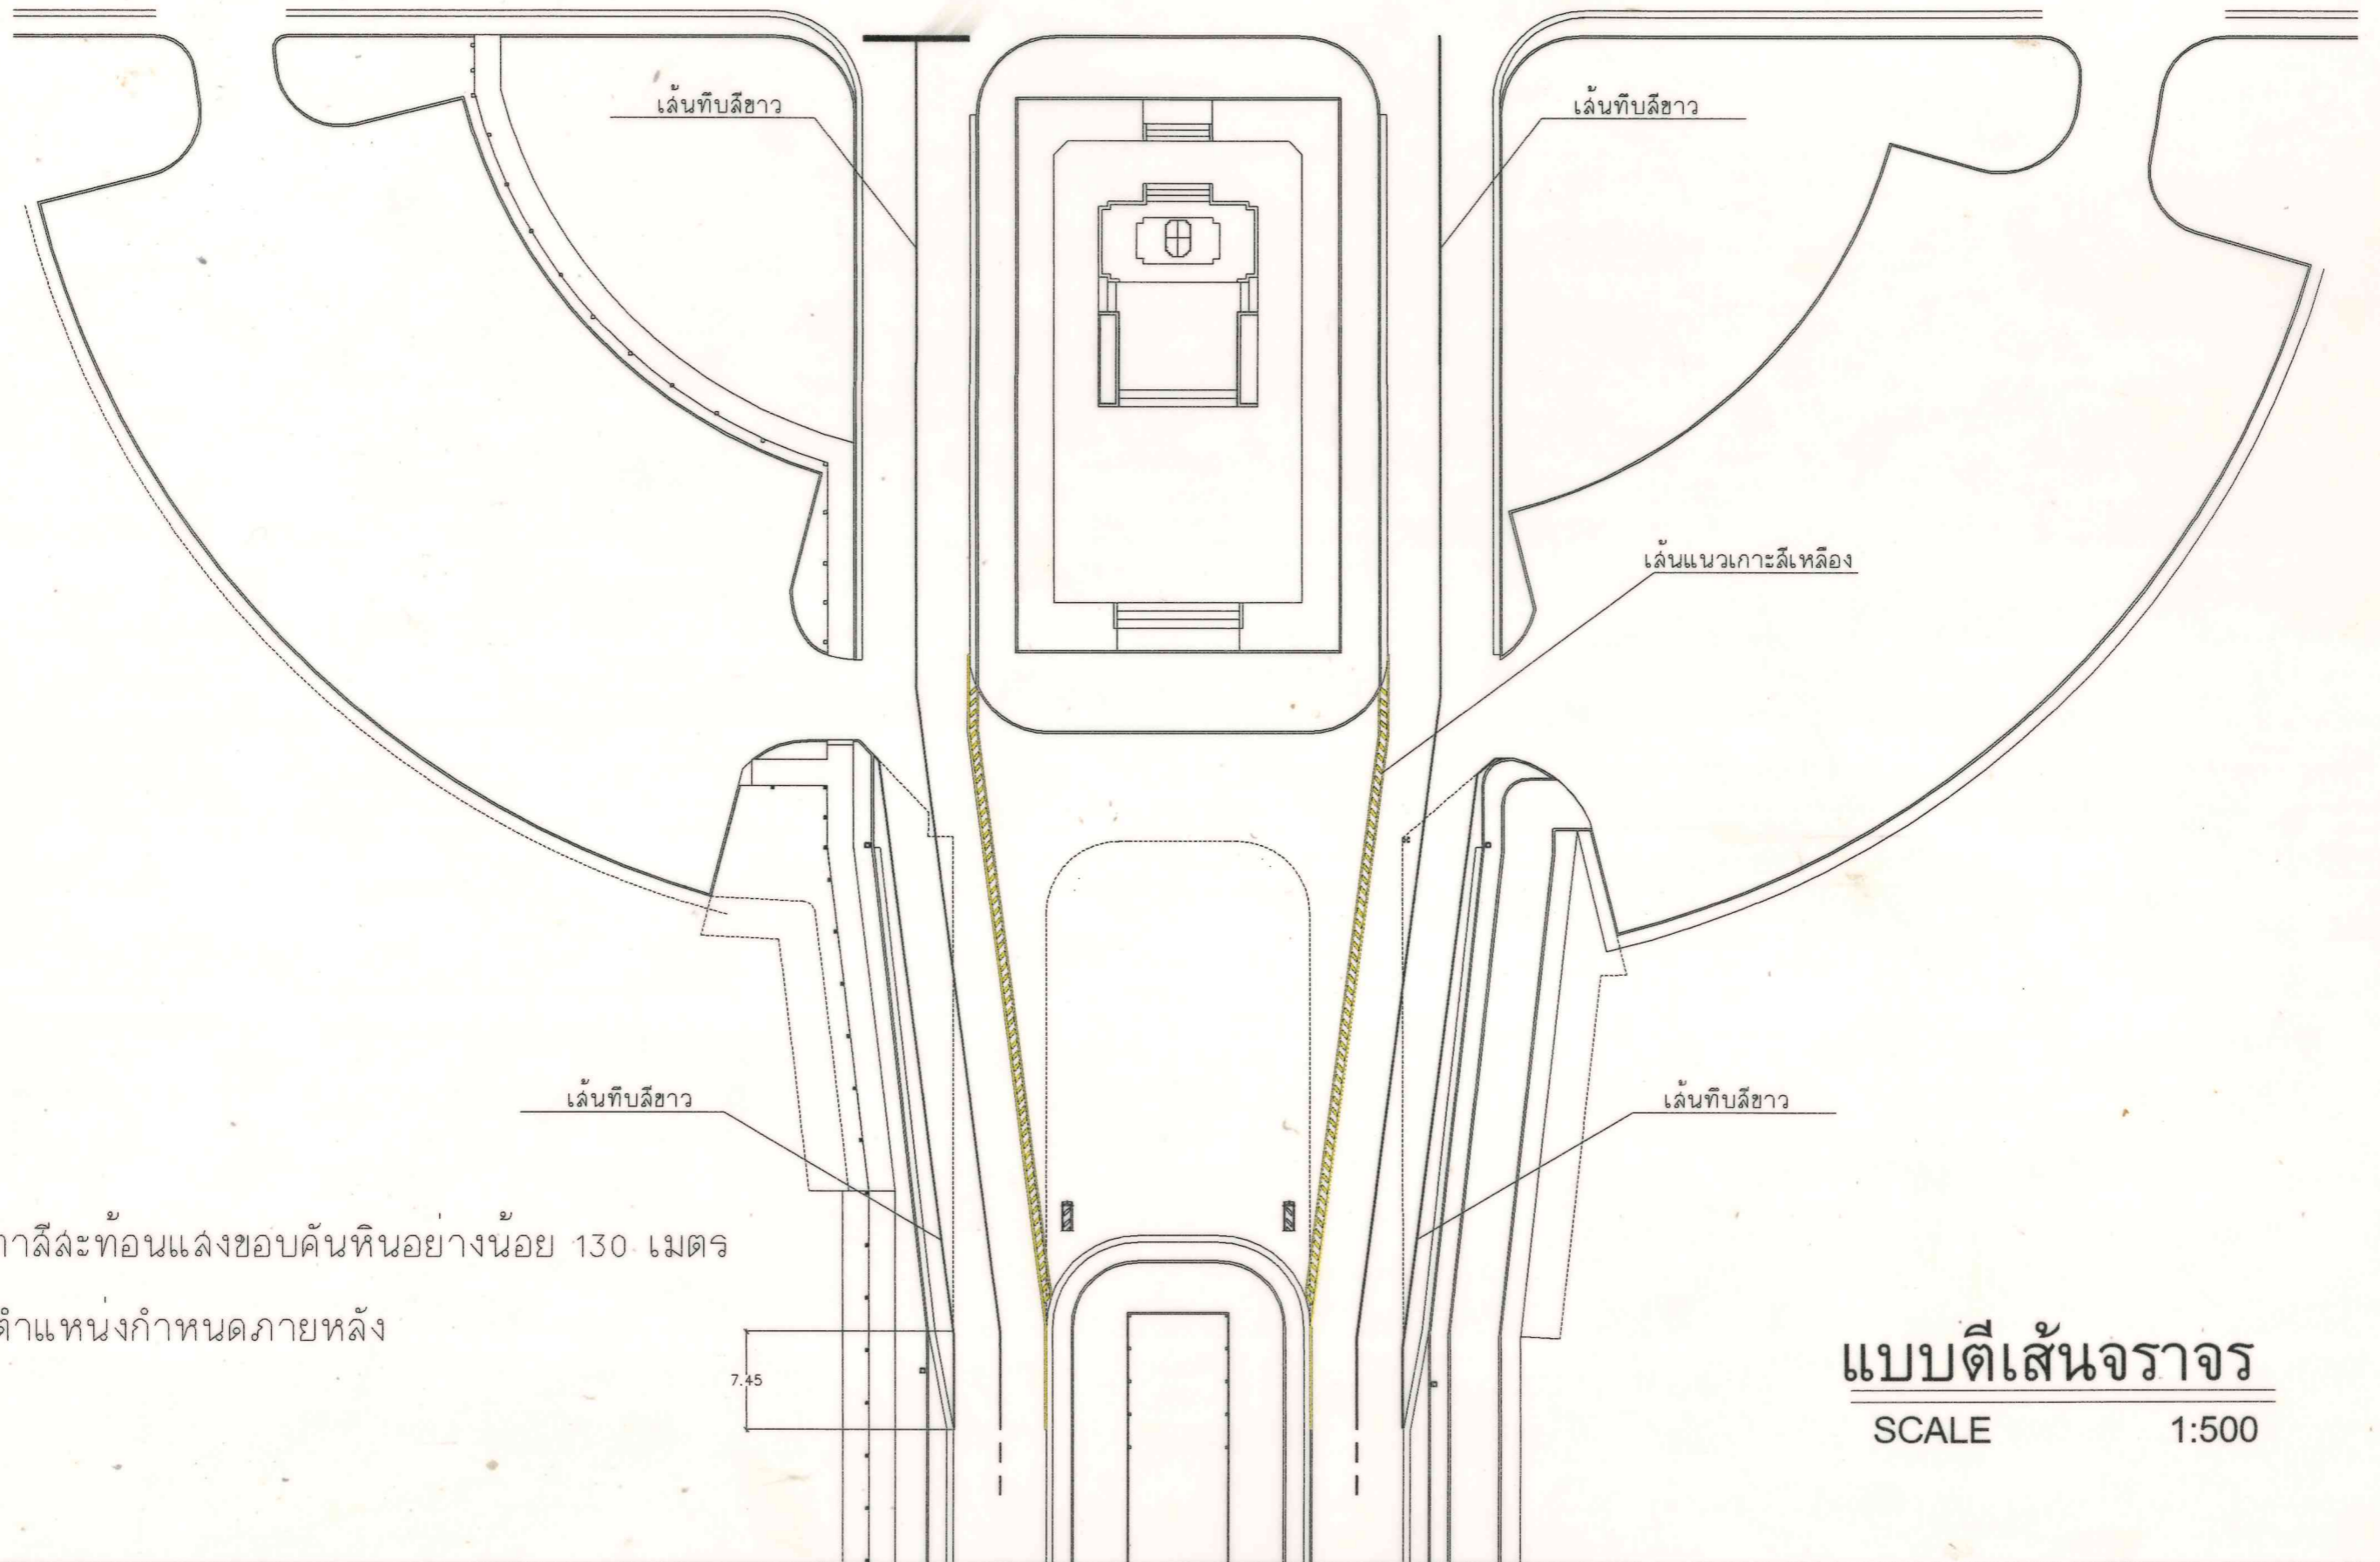 เส้นทึบสีขาว
เส้นทึบสีขาว
เส้นแนวเกาะสีเหลือง
เส้นทึบสีขาว
เส้นทึบสีขาว
ทาสีสะท้อนแสงขอบคันหินอย่างน้อย 130 เมตร
ตำแหน่งกำหนดภายหลัง
7.45
แบบตีเส้นจราจร
SCALE 1:500